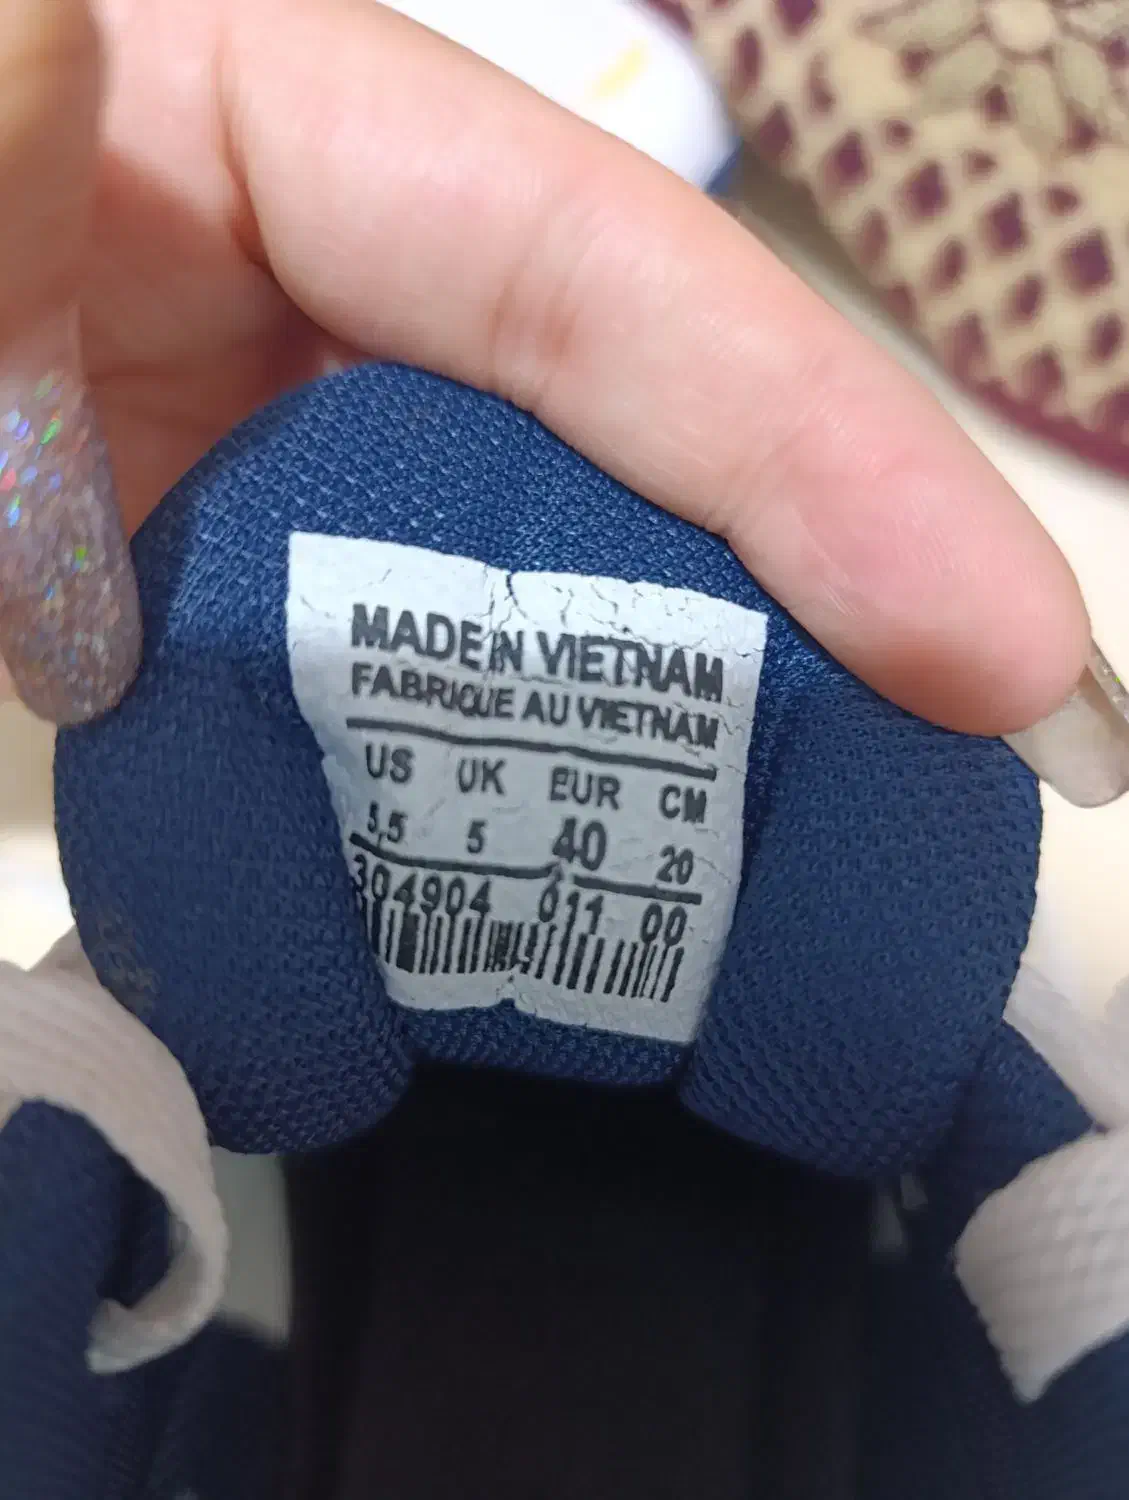 MADE IN VIETNAM
FABRIQUE AU VIETNAM
US UK EUR CM
5,5 5 40 20
304904 011 00